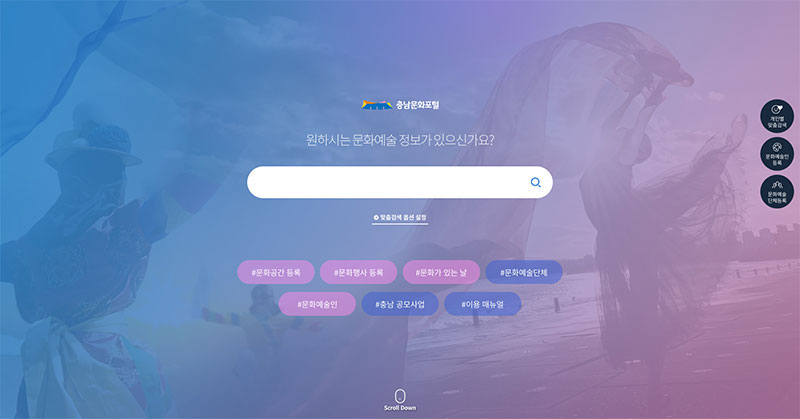 충남문화포털
원하시는 문화예술 정보가 있으신가요?
맞춤검색 옵션 설정
#문화공간 등록 #문화행사 등록 #문화가 있는 날 #문화예술단체
#문화예술인 #충남 공모사업 #이용 매뉴얼
개인별
맞춤검색
문화예술인
등록
문화예술
단체등록
Scroll Down